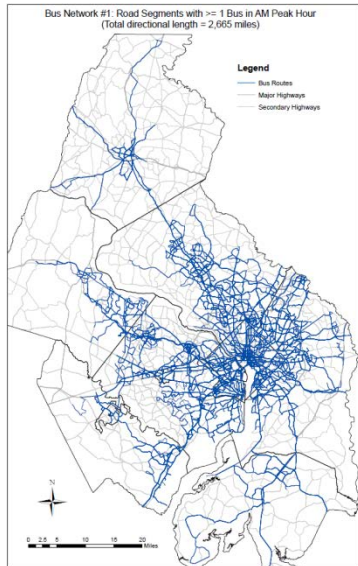 Bus Network #1: Road Segments with >= 1 Bus in AM Peak Hour
(Total directional length = 2,665 miles)
Legend
Bus Routes
Major Highways
Secondary Highways
N
0 2.5 5 10 15 20
Miles